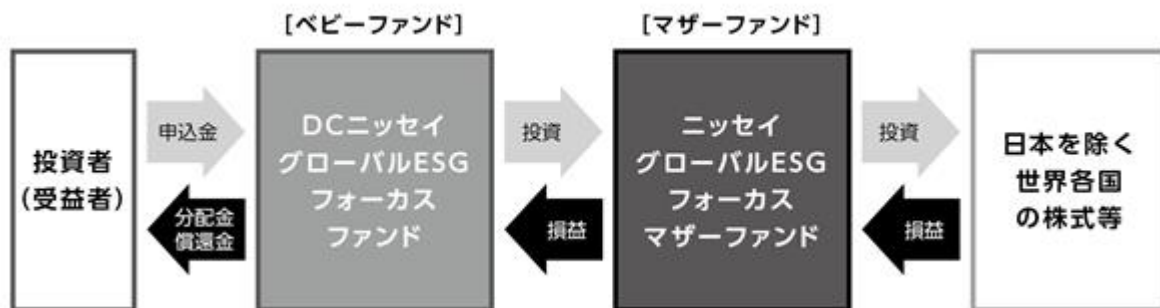 [ベビーファンド]
[マザーファンド]
投資者
(受益者)
申込金
分配金
償還金
DCニッセイ
グローバルESG
フォーカス
ファンド
投資
損益
ニッセイ
グローバルESG
フォーカス
マザーファンド
投資
損益
日本を除く
世界各国
の株式等